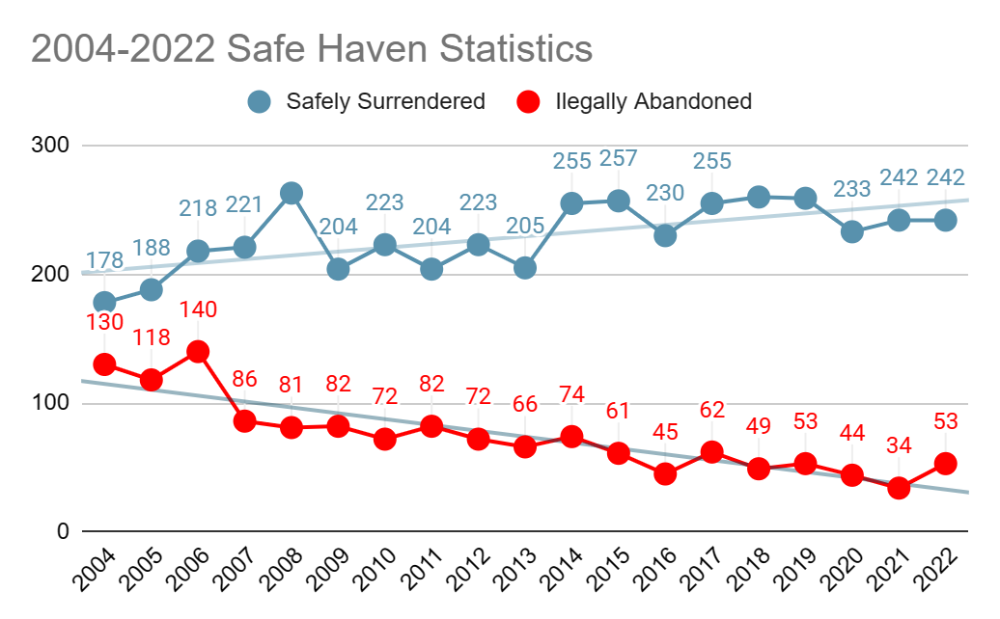 2004-2022 Safe Haven Statistics
Safely Surrendered Ilegally Abandoned
300
255 257 255
230 233 242 242
218 221 223 223
204 204 205
178 188
200
130 118 140
100
86 81 82 72 82 72 66 74 61 45 62 49 53 44 34 53
0
2004 2005 2006 2007 2008 2009 2010 2011 2012 2013 2014 2015 2016 2017 2018 2019 2020 2021 2022